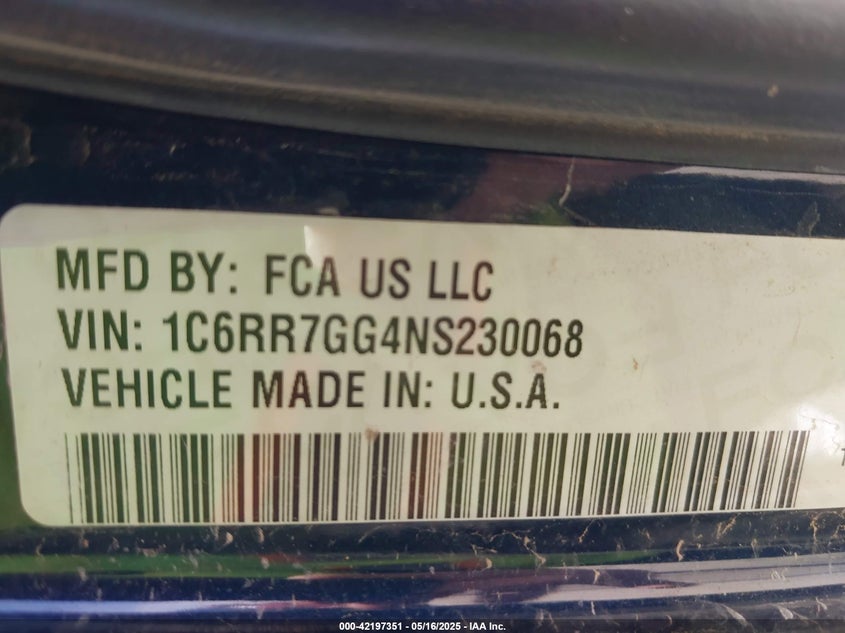 MFD BY: FCA US LLC
VIN: 1C6RR7GG4NS230068
VEHICLE MADE IN: U.S.A.
000-42197351 - 05/16/2025 - IAA Inc.